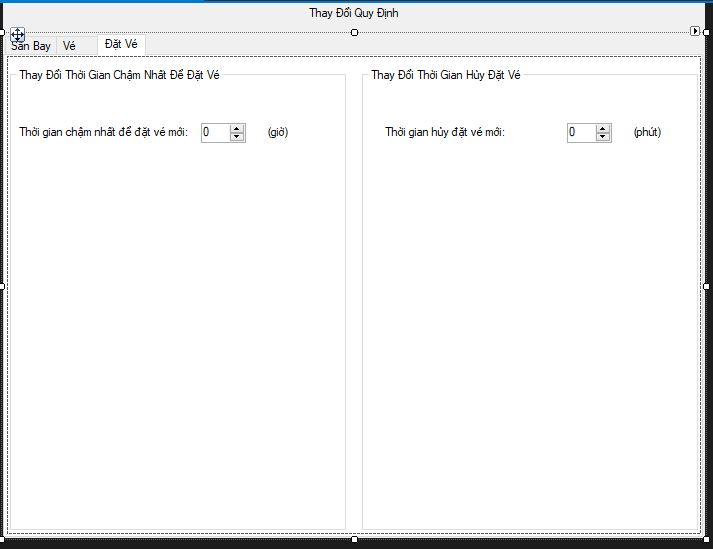 Thay Đổi Quy Định
Sân Bay Vé Đặt Vé
Thay Đổi Thời Gian Chậm Nhất Để Đặt Vé
Thời gian chậm nhất để đặt vé mới: 0 (giờ)
Thay Đổi Thời Gian Hủy Đặt Vé
Thời gian hủy đặt vé mới: 0 (phút)